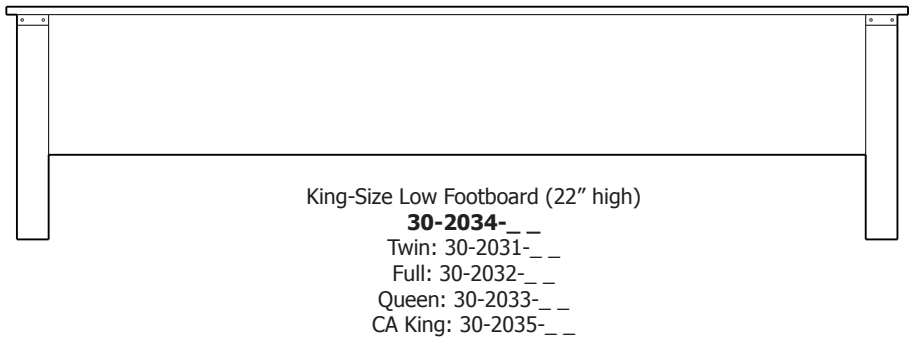 King-Size Low Footboard (22” high)
30-2034-_ _
Twin: 30-2031-_ _
Full: 30-2032-_ _
Queen: 30-2033-_ _
CA King: 30-2035-_ _